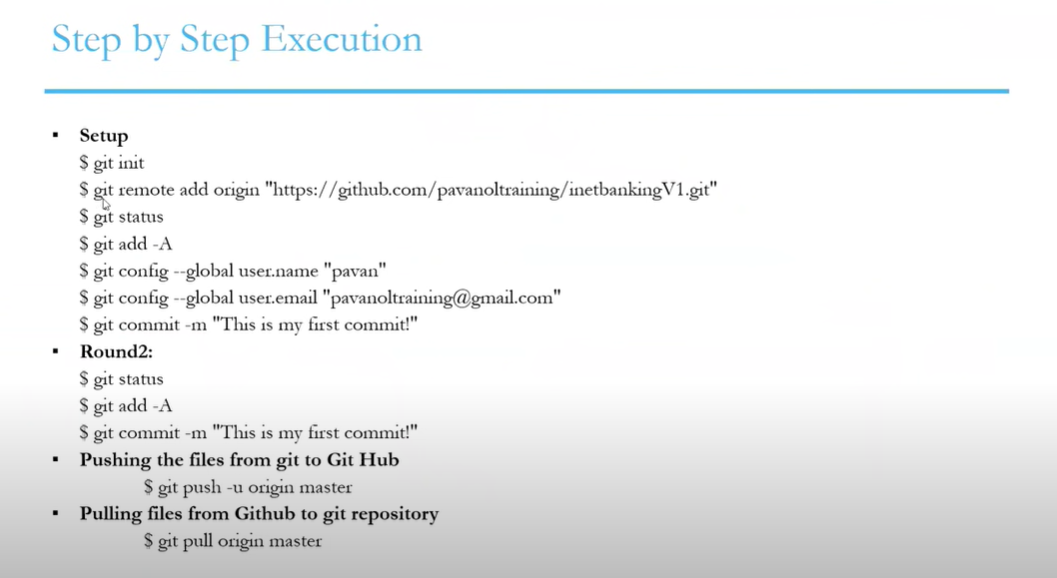 Step by Step Execution
▪ Setup
$ git init
$ git remote add origin "https://github.com/pavanoltraining/inetbankingV1.git"
$ git status
$ git add -A
$ git config --global user.name "pavan"
$ git config --global user.email "pavanoltraining@gmail.com"
$ git commit -m "This is my first commit!"
▪ Round2:
$ git status
$ git add -A
$ git commit -m "This is my first commit!"
▪ Pushing the files from git to Git Hub
$ git push -u origin master
▪ Pulling files from Github to git repository
$ git pull origin master